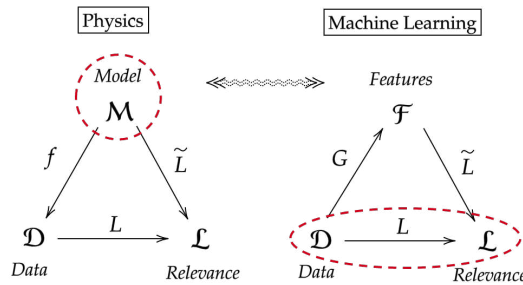 Physics
Machine Learning
Model
ℳ
Features
ℱ
f
L̃
G
L̃
𝒟
L
ℒ
𝒟
L
ℒ
Data
Relevance
Data
Relevance